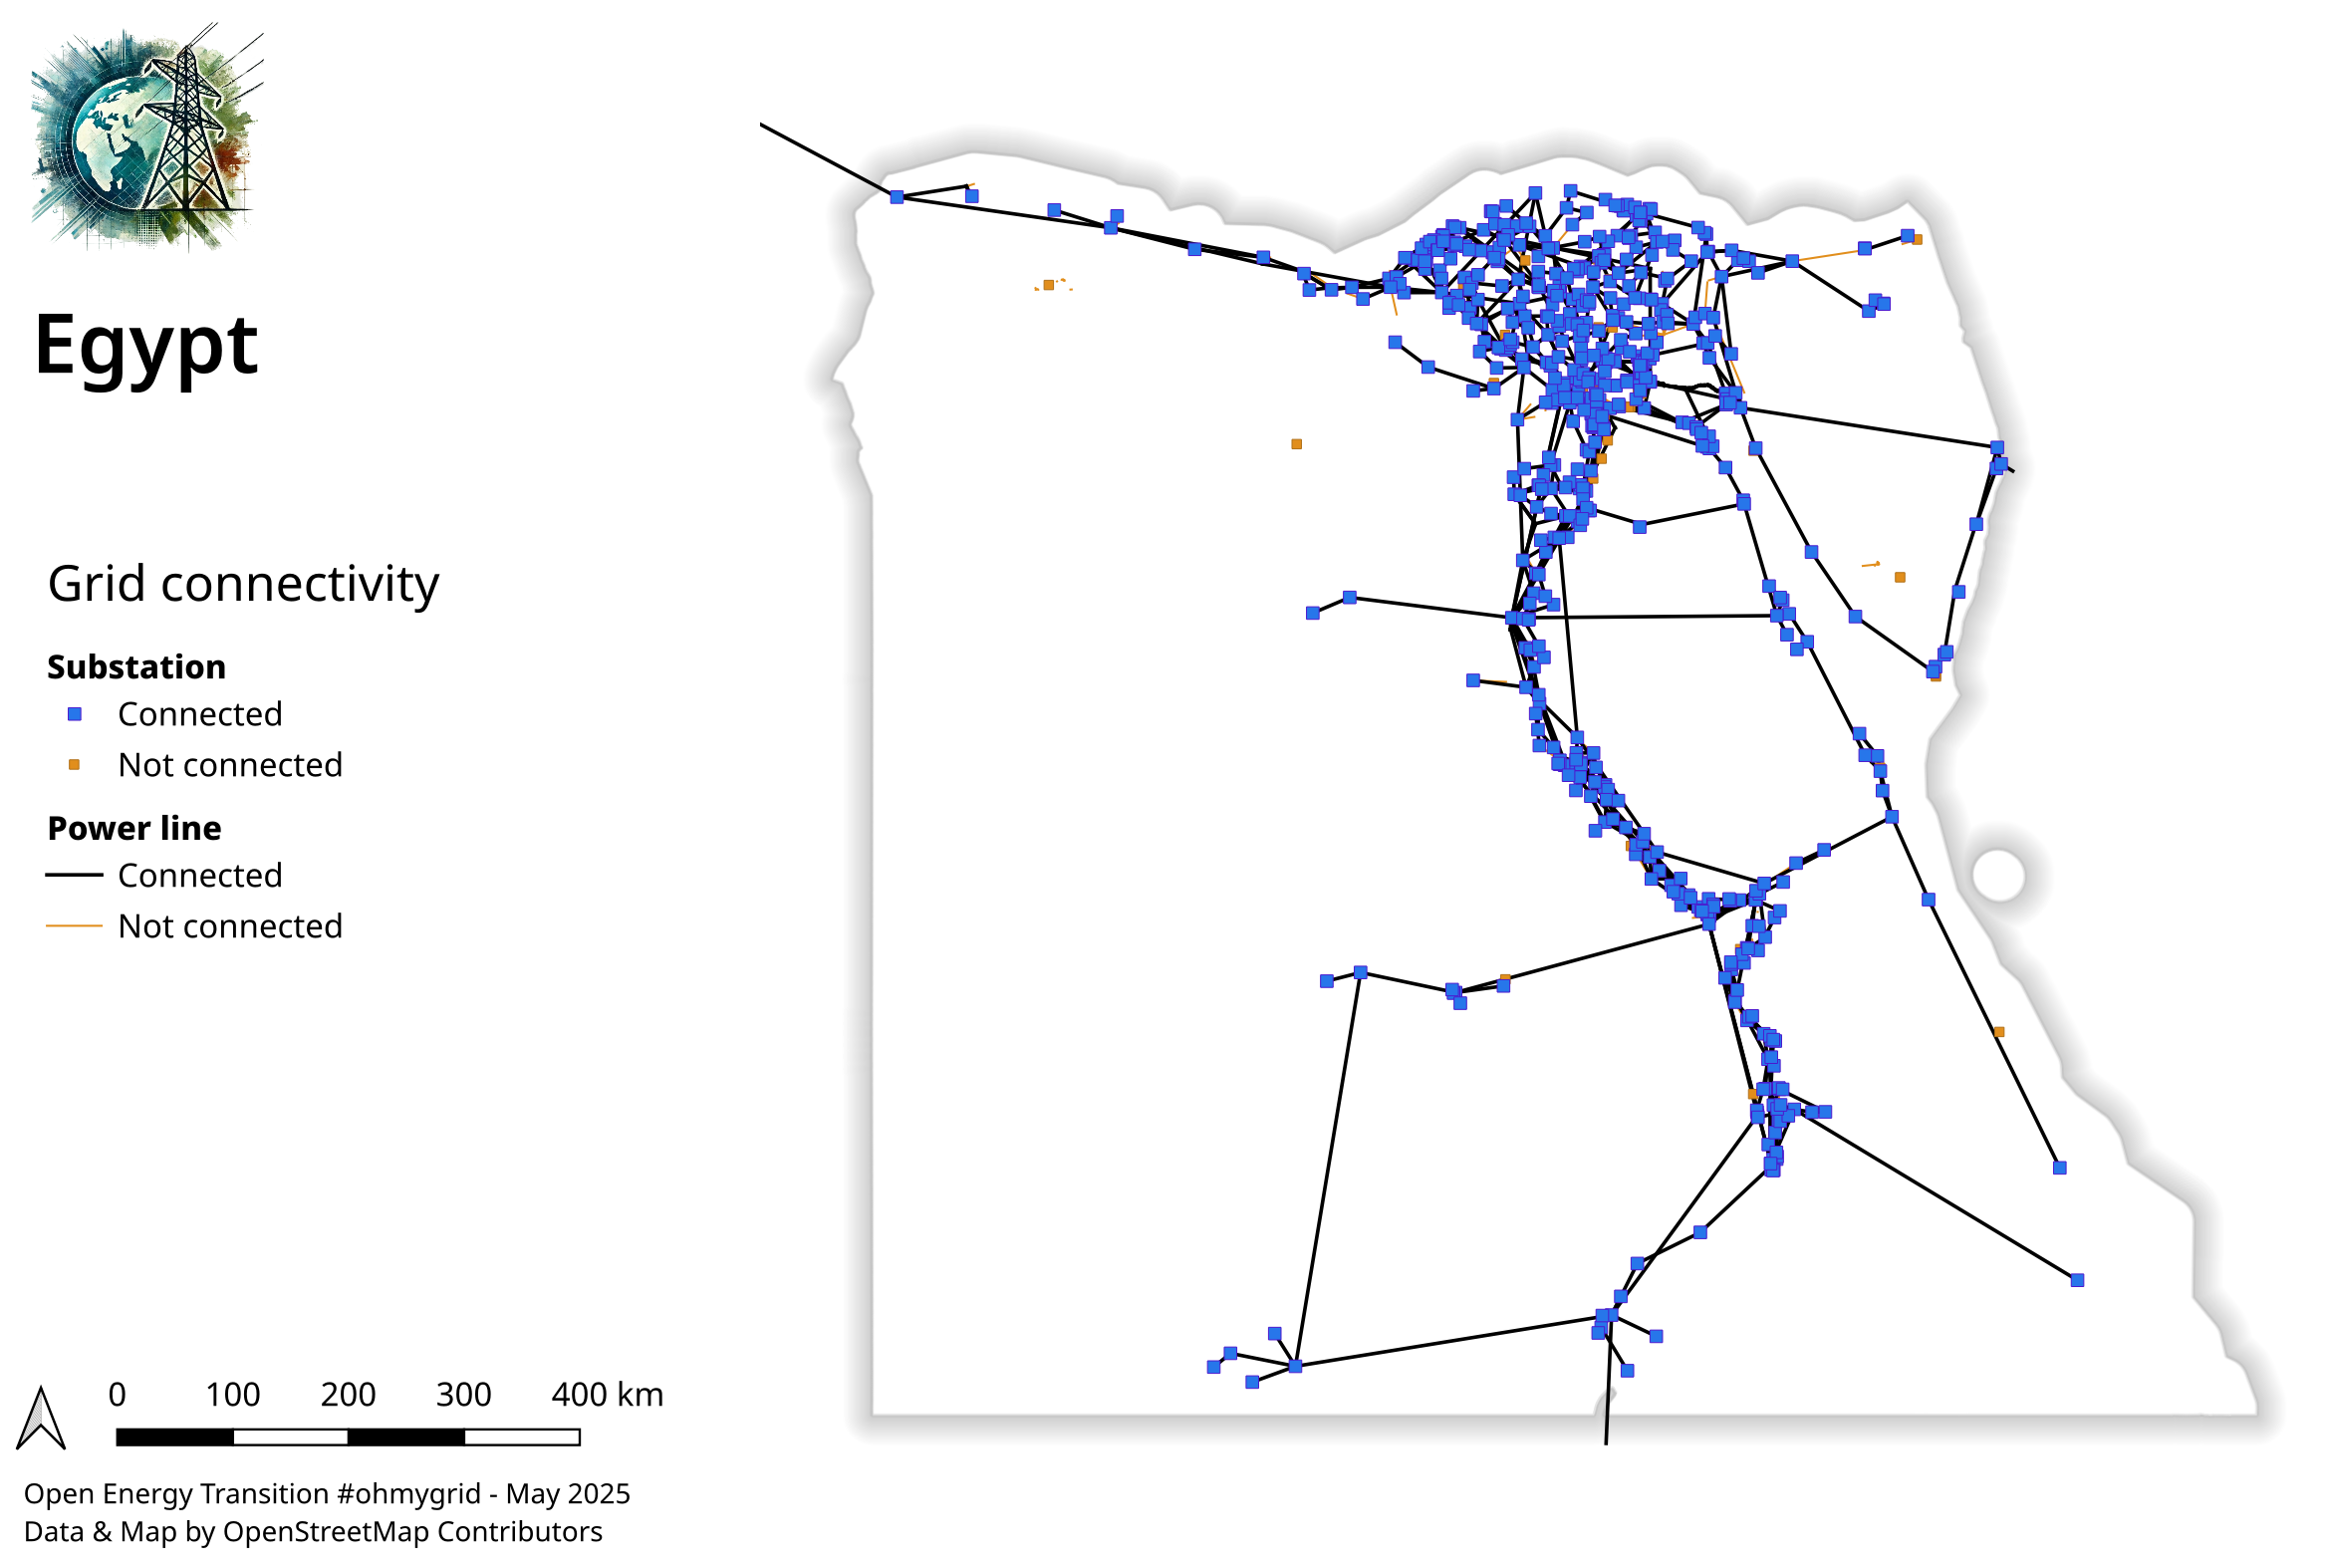 Egypt
Grid connectivity
Substation
Connected
Not connected
Power line
Connected
Not connected
0 100 200 300 400 km
Open Energy Transition #ohmygrid - May 2025
Data & Map by OpenStreetMap Contributors